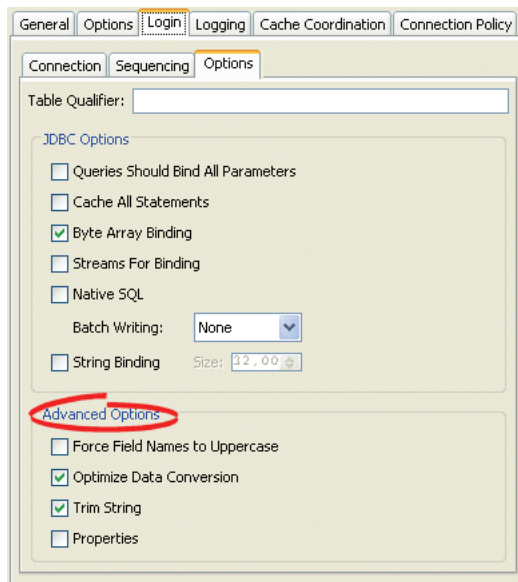 General Options Login Logging Cache Coordination Connection Policy
Connection Sequencing Options
Table Qualifier:
JDBC Options
Queries Should Bind All Parameters
Cache All Statements
Byte Array Binding
Streams For Binding
Native SQL
Batch Writing: None
String Binding Size: 32,00
Advanced Options
Force Field Names to Uppercase
Optimize Data Conversion
Trim String
Properties